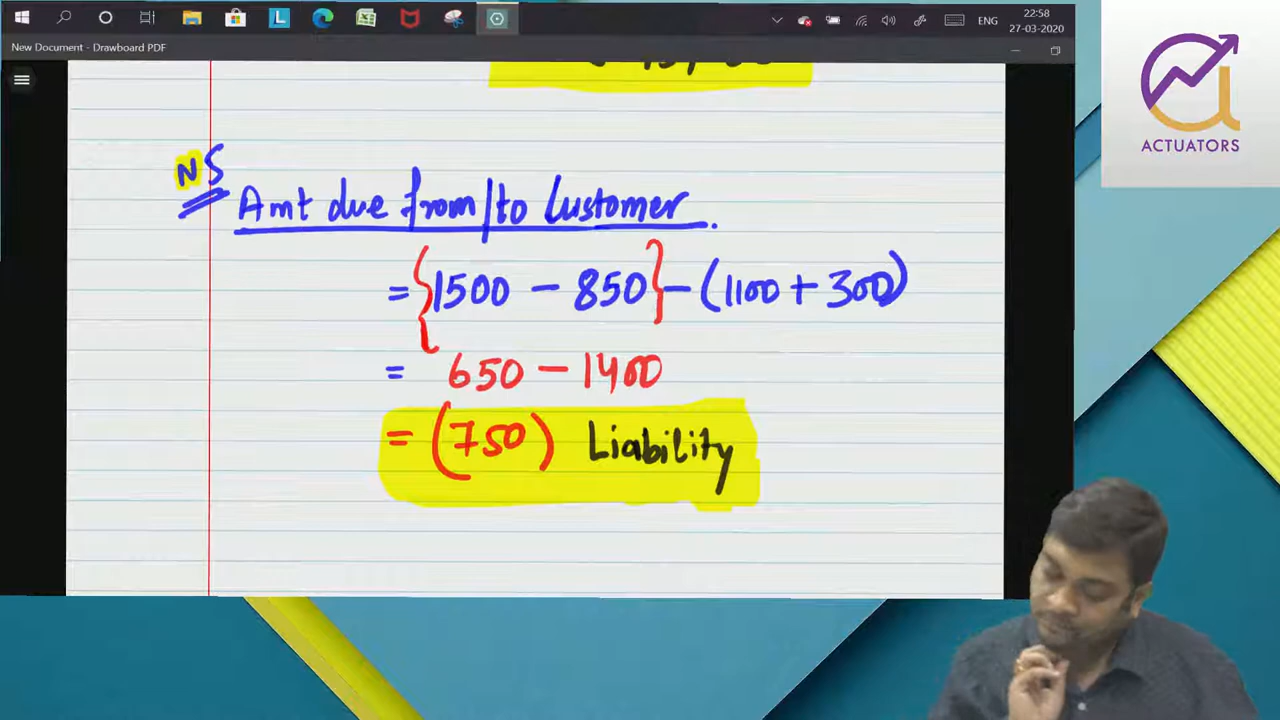 22:58
ENG
27-03-2020
New Document - Drawboard PDF
ACTUATORS
NS
Amt due from/to Customer.
= {1500 - 850} - (1100 + 300)
= 650 - 1400
= (750) Liability